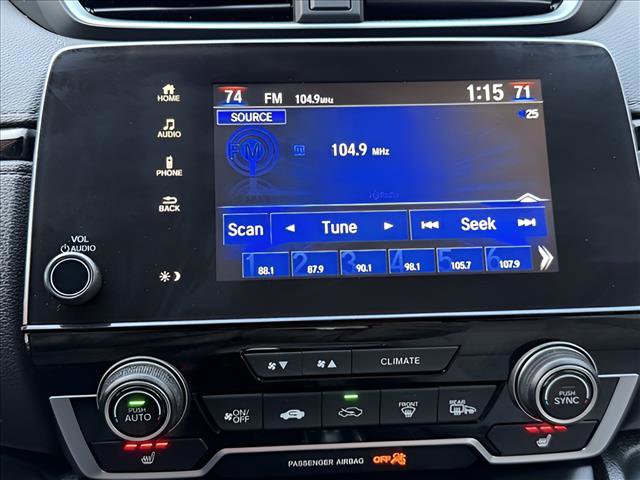 74 FM 104.9MHz 1:15 71
HOME
SOURCE
25
AUDIO
FM
104.9 MHz
PHONE
BACK
Scan Tune Seek
VOL
AUDIO
1 88.1 2 87.9 3 90.1 4 98.1 5 105.7 6 107.9
CLIMATE
PUSH
AUTO
ON/
OFF
FRONT
REAR
PUSH
SYNC
PASSENGER AIRBAG OFF